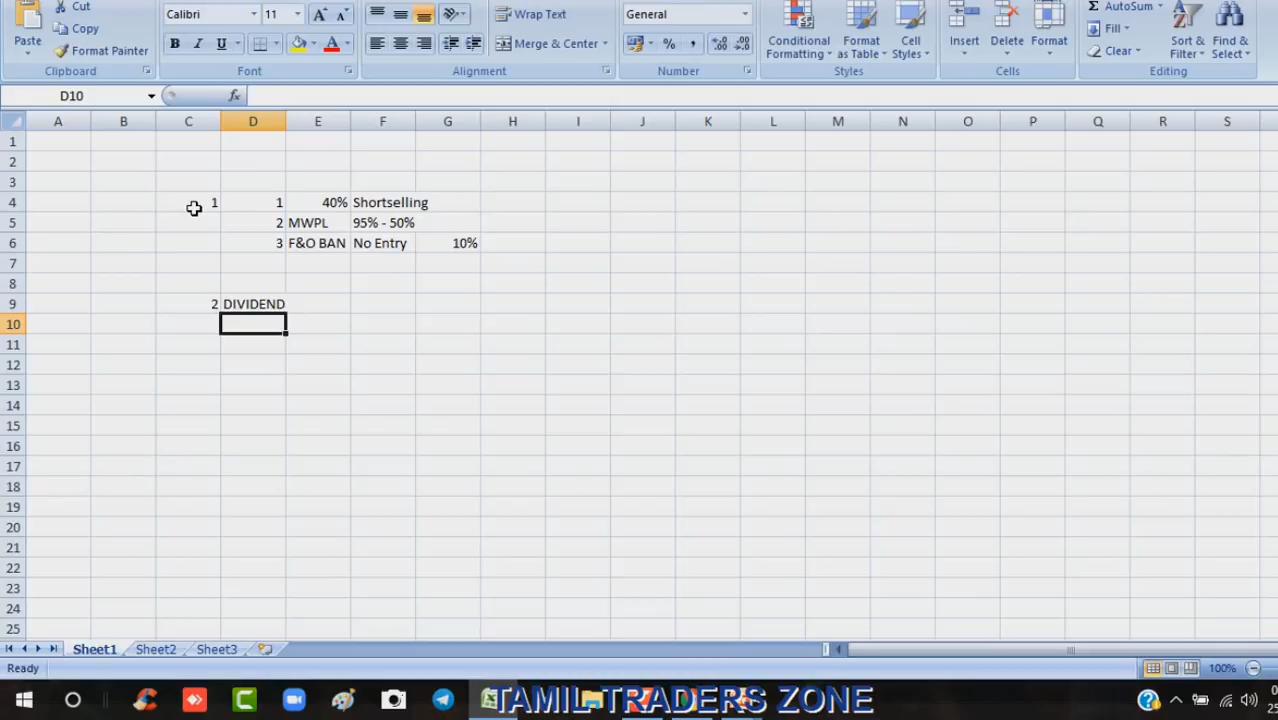 Cut
Copy
Paste
Format Painter
Clipboard
Calibri
11
B I U
A
Font
Wrap Text
Merge & Center
Alignment
General
%
Number
Conditional Formatting
Format as Table
Cell Styles
Styles
Insert
Delete
Format
Cells
Σ AutoSum
Fill
Clear
Sort & Filter
Find & Select
Editing
D10
fx
A B C D E F G H I J K L M N O P Q R S
1
2
3
4 1 1 40% Shortselling
5 2 MWPL 95% - 50%
6 3 F&O BAN No Entry 10%
7
8
9 2 DIVIDEND
10
11
12
13
14
15
16
17
18
19
20
21
22
23
24
25
Sheet1 Sheet2 Sheet3
Ready
100%
TAMIL TRADERS ZONE